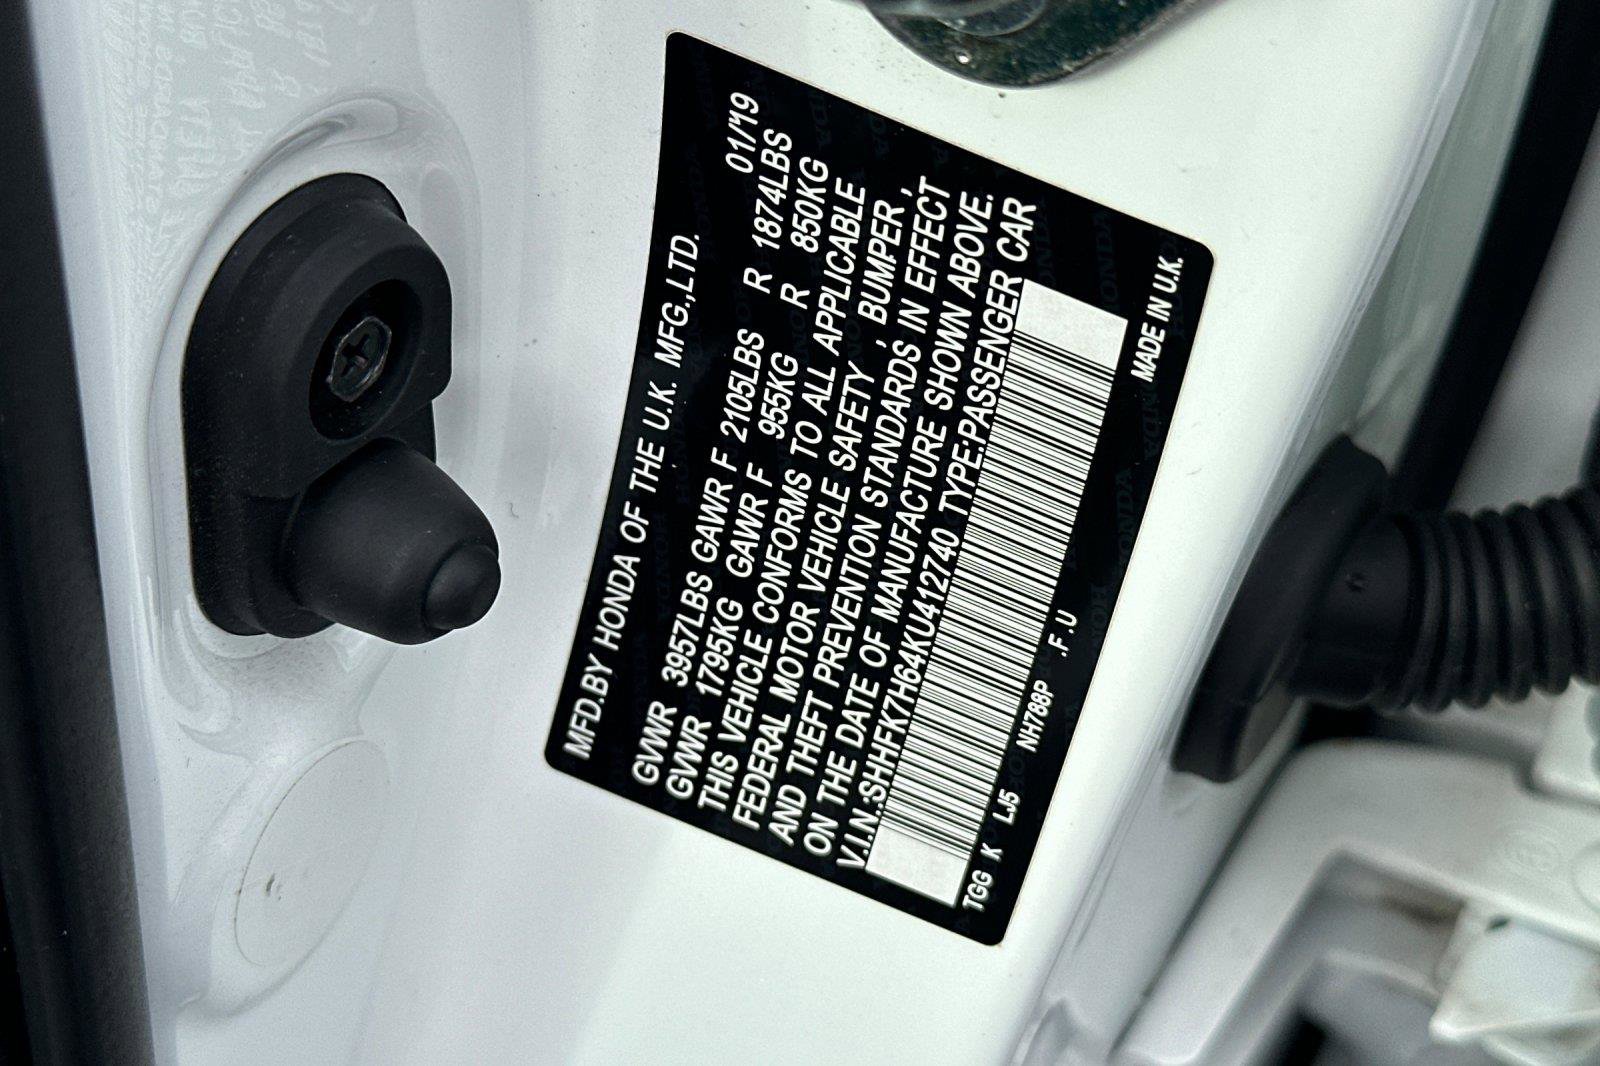 MFD.BY HONDA OF THE U.K. MFG.,LTD. 01/'19
GVWR 3957LBS GAWR F 2105LBS R 1874LBS
GVWR 1795KG GAWR F 955KG R 850KG
THIS VEHICLE CONFORMS TO ALL APPLICABLE
FEDERAL MOTOR VEHICLE SAFETY , BUMPER ,
AND THEFT PREVENTION STANDARDS IN EFFECT
ON THE DATE OF MANUFACTURE SHOWN ABOVE.
V.I.N.:SHHFK7H64KU412740 TYPE:PASSENGER CAR
TGG K LJ5 NH788P .F.U MADE IN U.K.